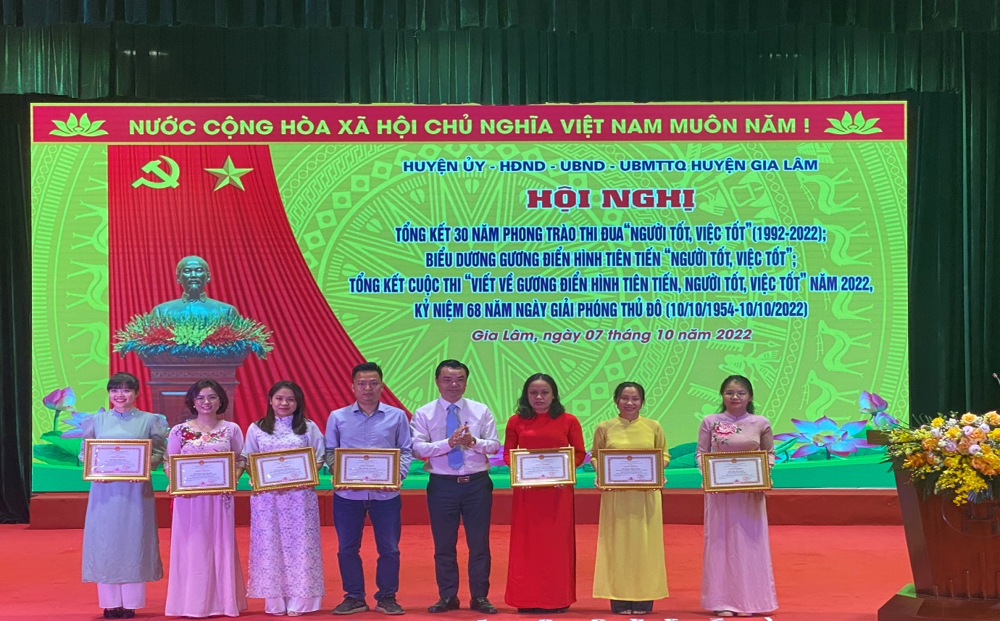 NƯỚC CỘNG HÒA XÃ HỘI CHỦ NGHĨA VIỆT NAM MUÔN NĂM !
HUYỆN ỦY - HĐND - UBND - UBMTTQ HUYỆN GIA LÂM
HỘI NGHỊ
TỔNG KẾT 30 NĂM PHONG TRÀO THI ĐUA "NGƯỜI TỐT, VIỆC TỐT"(1992-2022);
BIỂU DƯƠNG GƯƠNG ĐIỂN HÌNH TIÊN TIẾN "NGƯỜI TỐT, VIỆC TỐT";
TỔNG KẾT CUỘC THI "VIẾT VỀ GƯƠNG ĐIỂN HÌNH TIÊN TIẾN, NGƯỜI TỐT, VIỆC TỐT" NĂM 2022,
KỶ NIỆM 68 NĂM NGÀY GIẢI PHÓNG THỦ ĐÔ (10/10/1954-10/10/2022)
Gia Lâm, ngày 07 tháng 10 năm 2022